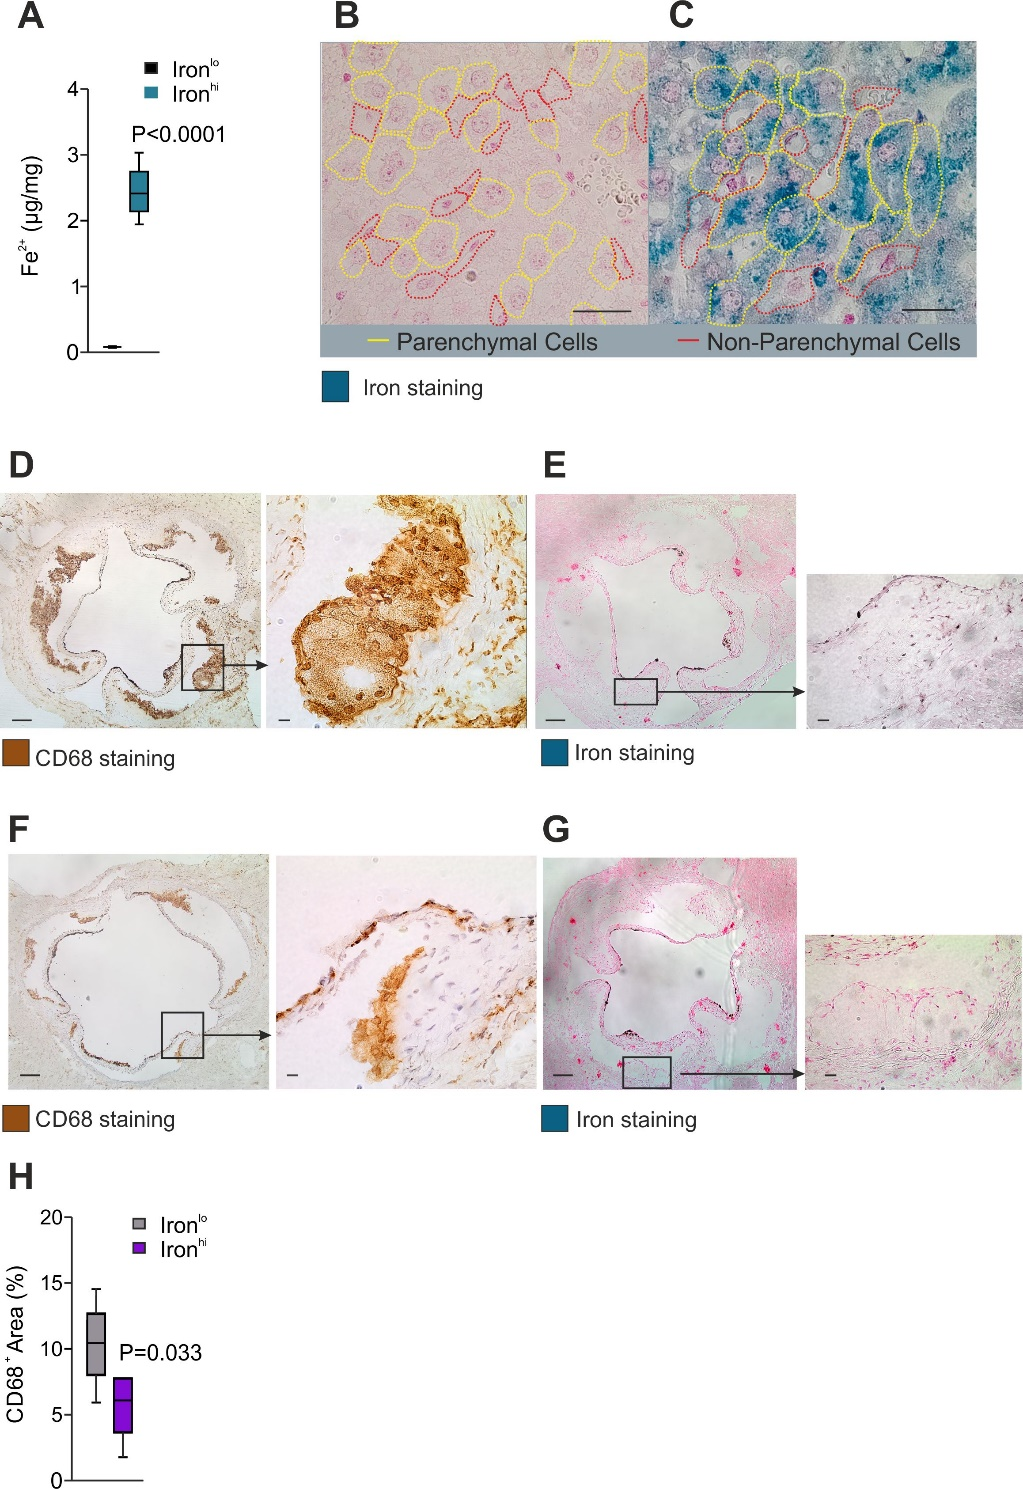 A
B
C
Iron^lo
Iron^hi
P<0.0001
4
3
2
1
0
Fe²⁺ (µg/mg)
Parenchymal Cells
Non-Parenchymal Cells
Iron staining
D
E
CD68 staining
Iron staining
F
G
CD68 staining
Iron staining
H
Iron^lo
Iron^hi
P=0.033
20
15
10
5
0
CD68⁺ Area (%)